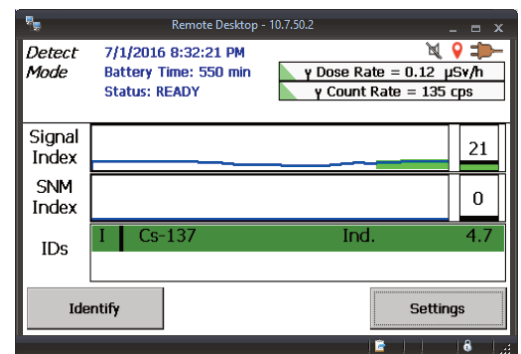 Remote Desktop - 10.7.50.2
Detect Mode
7/1/2016 8:32:21 PM
Battery Time: 550 min
Status: READY
γ Dose Rate = 0.12 µSv/h
γ Count Rate = 135 cps
Signal Index
21
SNM Index
0
IDs
I Cs-137 Ind. 4.7
Identify
Settings